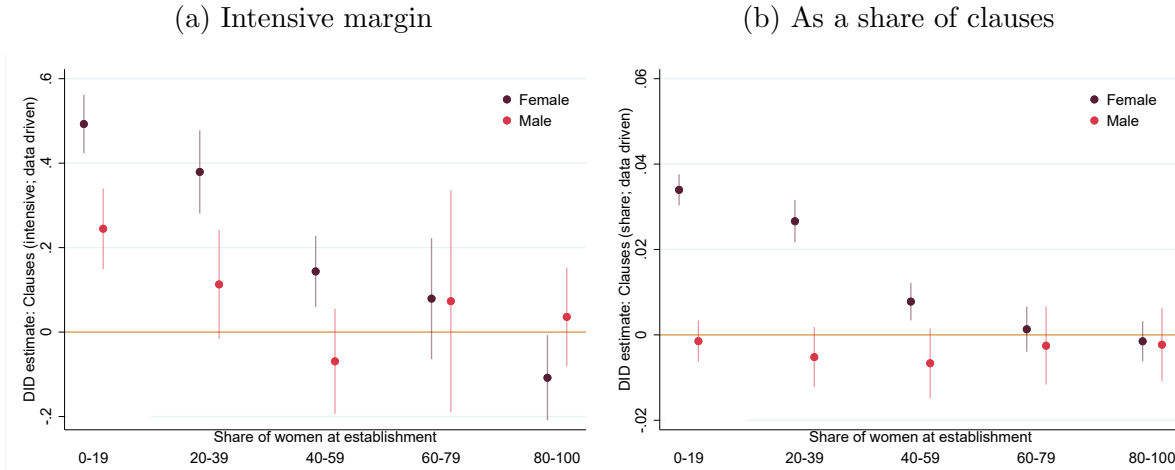 (a) Intensive margin
DID estimate: Clauses (intensive; data driven)
.6
.4
.2
0
-.2
Female
Male
Share of women at establishment
0-19 20-39 40-59 60-79 80-100
(b) As a share of clauses
DID estimate: Clauses (share; data driven)
.06
.04
.02
0
-.02
Female
Male
Share of women at establishment
0-19 20-39 40-59 60-79 80-100